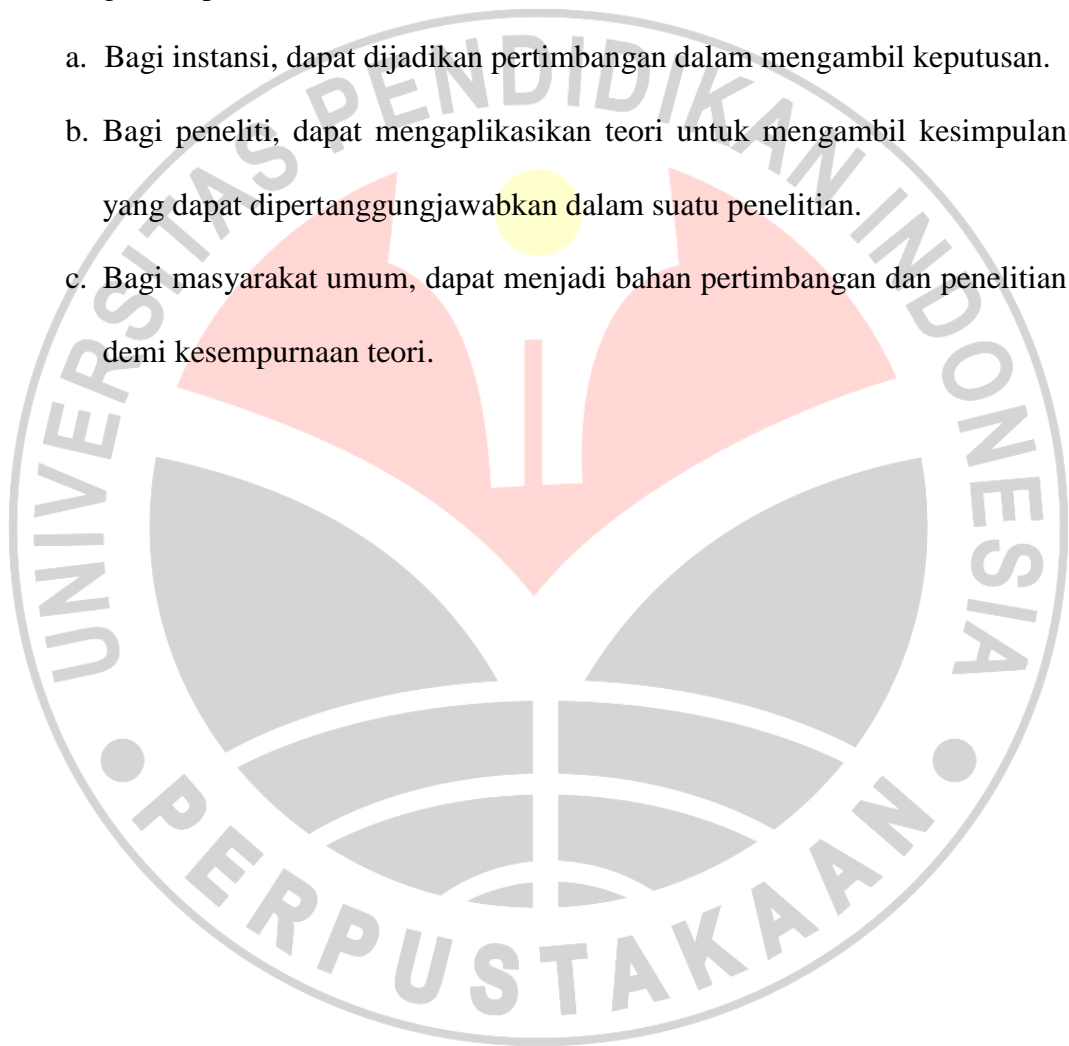 a. Bagi instansi, dapat dijadikan pertimbangan dalam mengambil keputusan.
b. Bagi peneliti, dapat mengaplikasikan teori untuk mengambil kesimpulan
yang dapat dipertanggungjawabkan dalam suatu penelitian.
c. Bagi masyarakat umum, dapat menjadi bahan pertimbangan dan penelitian
demi kesempurnaan teori.
UNIVERSITAS PENDIDIKAN INDONESIA
PERPUSTAKAAN